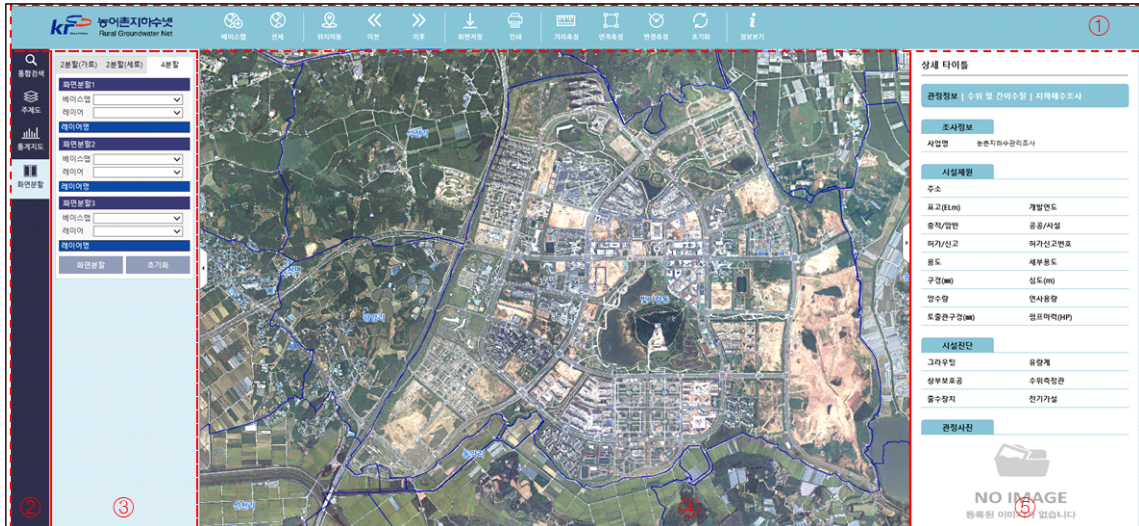 농어촌지하수넷
Rural Groundwater Net
베이스맵 전체 위치이동 이전 이후 화면저장 인쇄 거리측정 면적측정 반경측정 초기화 정보보기
①
통합검색
주제도
통계지도
화면분할
②
2분할(가로) 2분할(세로) 4분할
화면분할1
베이스맵
레이어
레이어명
화면분할2
베이스맵
레이어
레이어명
화면분할3
베이스맵
레이어
레이어명
화면분할 초기화
③
④
상세 타이틀
관정정보 | 수위 및 간이수질 | 지하해수조사
조사정보
사업명 농촌지하수관리조사
시설제원
주소
표고(ELm) 개발연도
충적/암반 공공/사설
허가/신고 허가신고번호
용도 세부용도
구경(㎜) 심도(m)
양수량 연사용량
토출관구경(㎜) 펌프마력(HP)
시설진단
그라우팅 유량계
상부보호공 수위측정관
출수장치 전기가설
관정사진
NO IMAGE
등록된 이미지가 없습니다
⑤